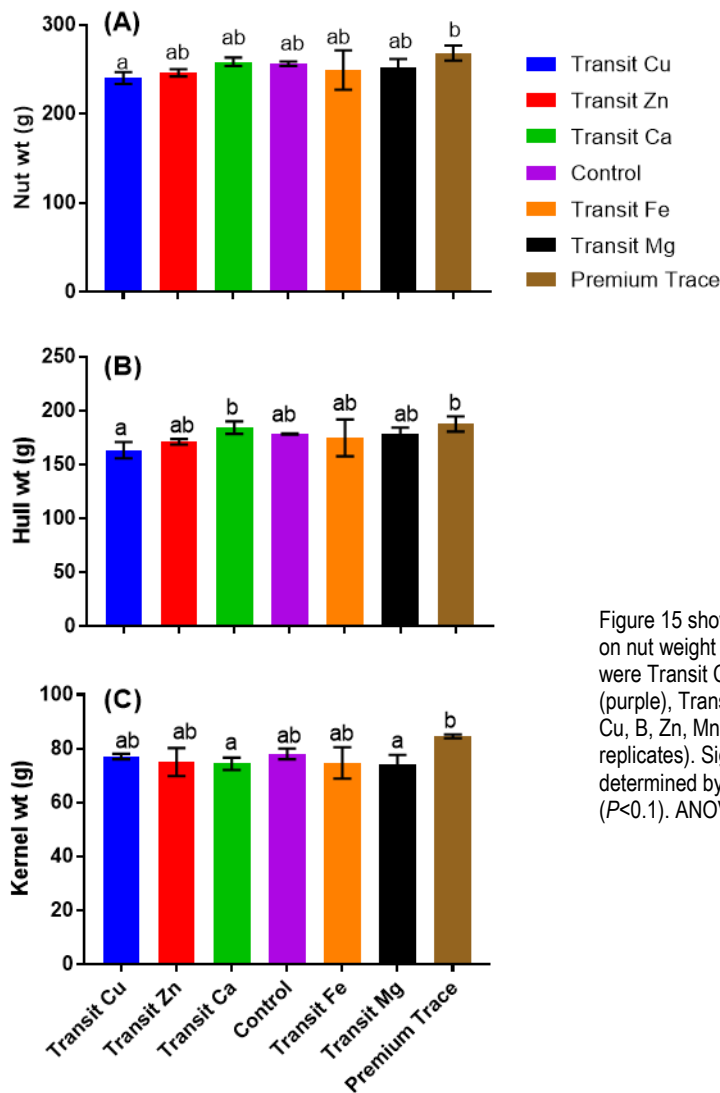 (A)
300
200
100
0
Nut wt (g)
a
ab
ab
ab
ab
ab
b
Transit Cu
Transit Zn
Transit Ca
Control
Transit Fe
Transit Mg
Premium Trace
(B)
250
200
150
100
50
0
Hull wt (g)
a
ab
b
ab
ab
ab
b
(C)
100
80
60
40
20
0
Kernel wt (g)
ab
ab
a
ab
ab
a
b
Transit Cu
Transit Zn
Transit Ca
Control
Transit Fe
Transit Mg
Premium Trace
Figure 15 show
on nut weight
were Transit C
(purple), Trans
Cu, B, Zn, Mn
replicates). Sig
determined by
(P<0.1). ANOV